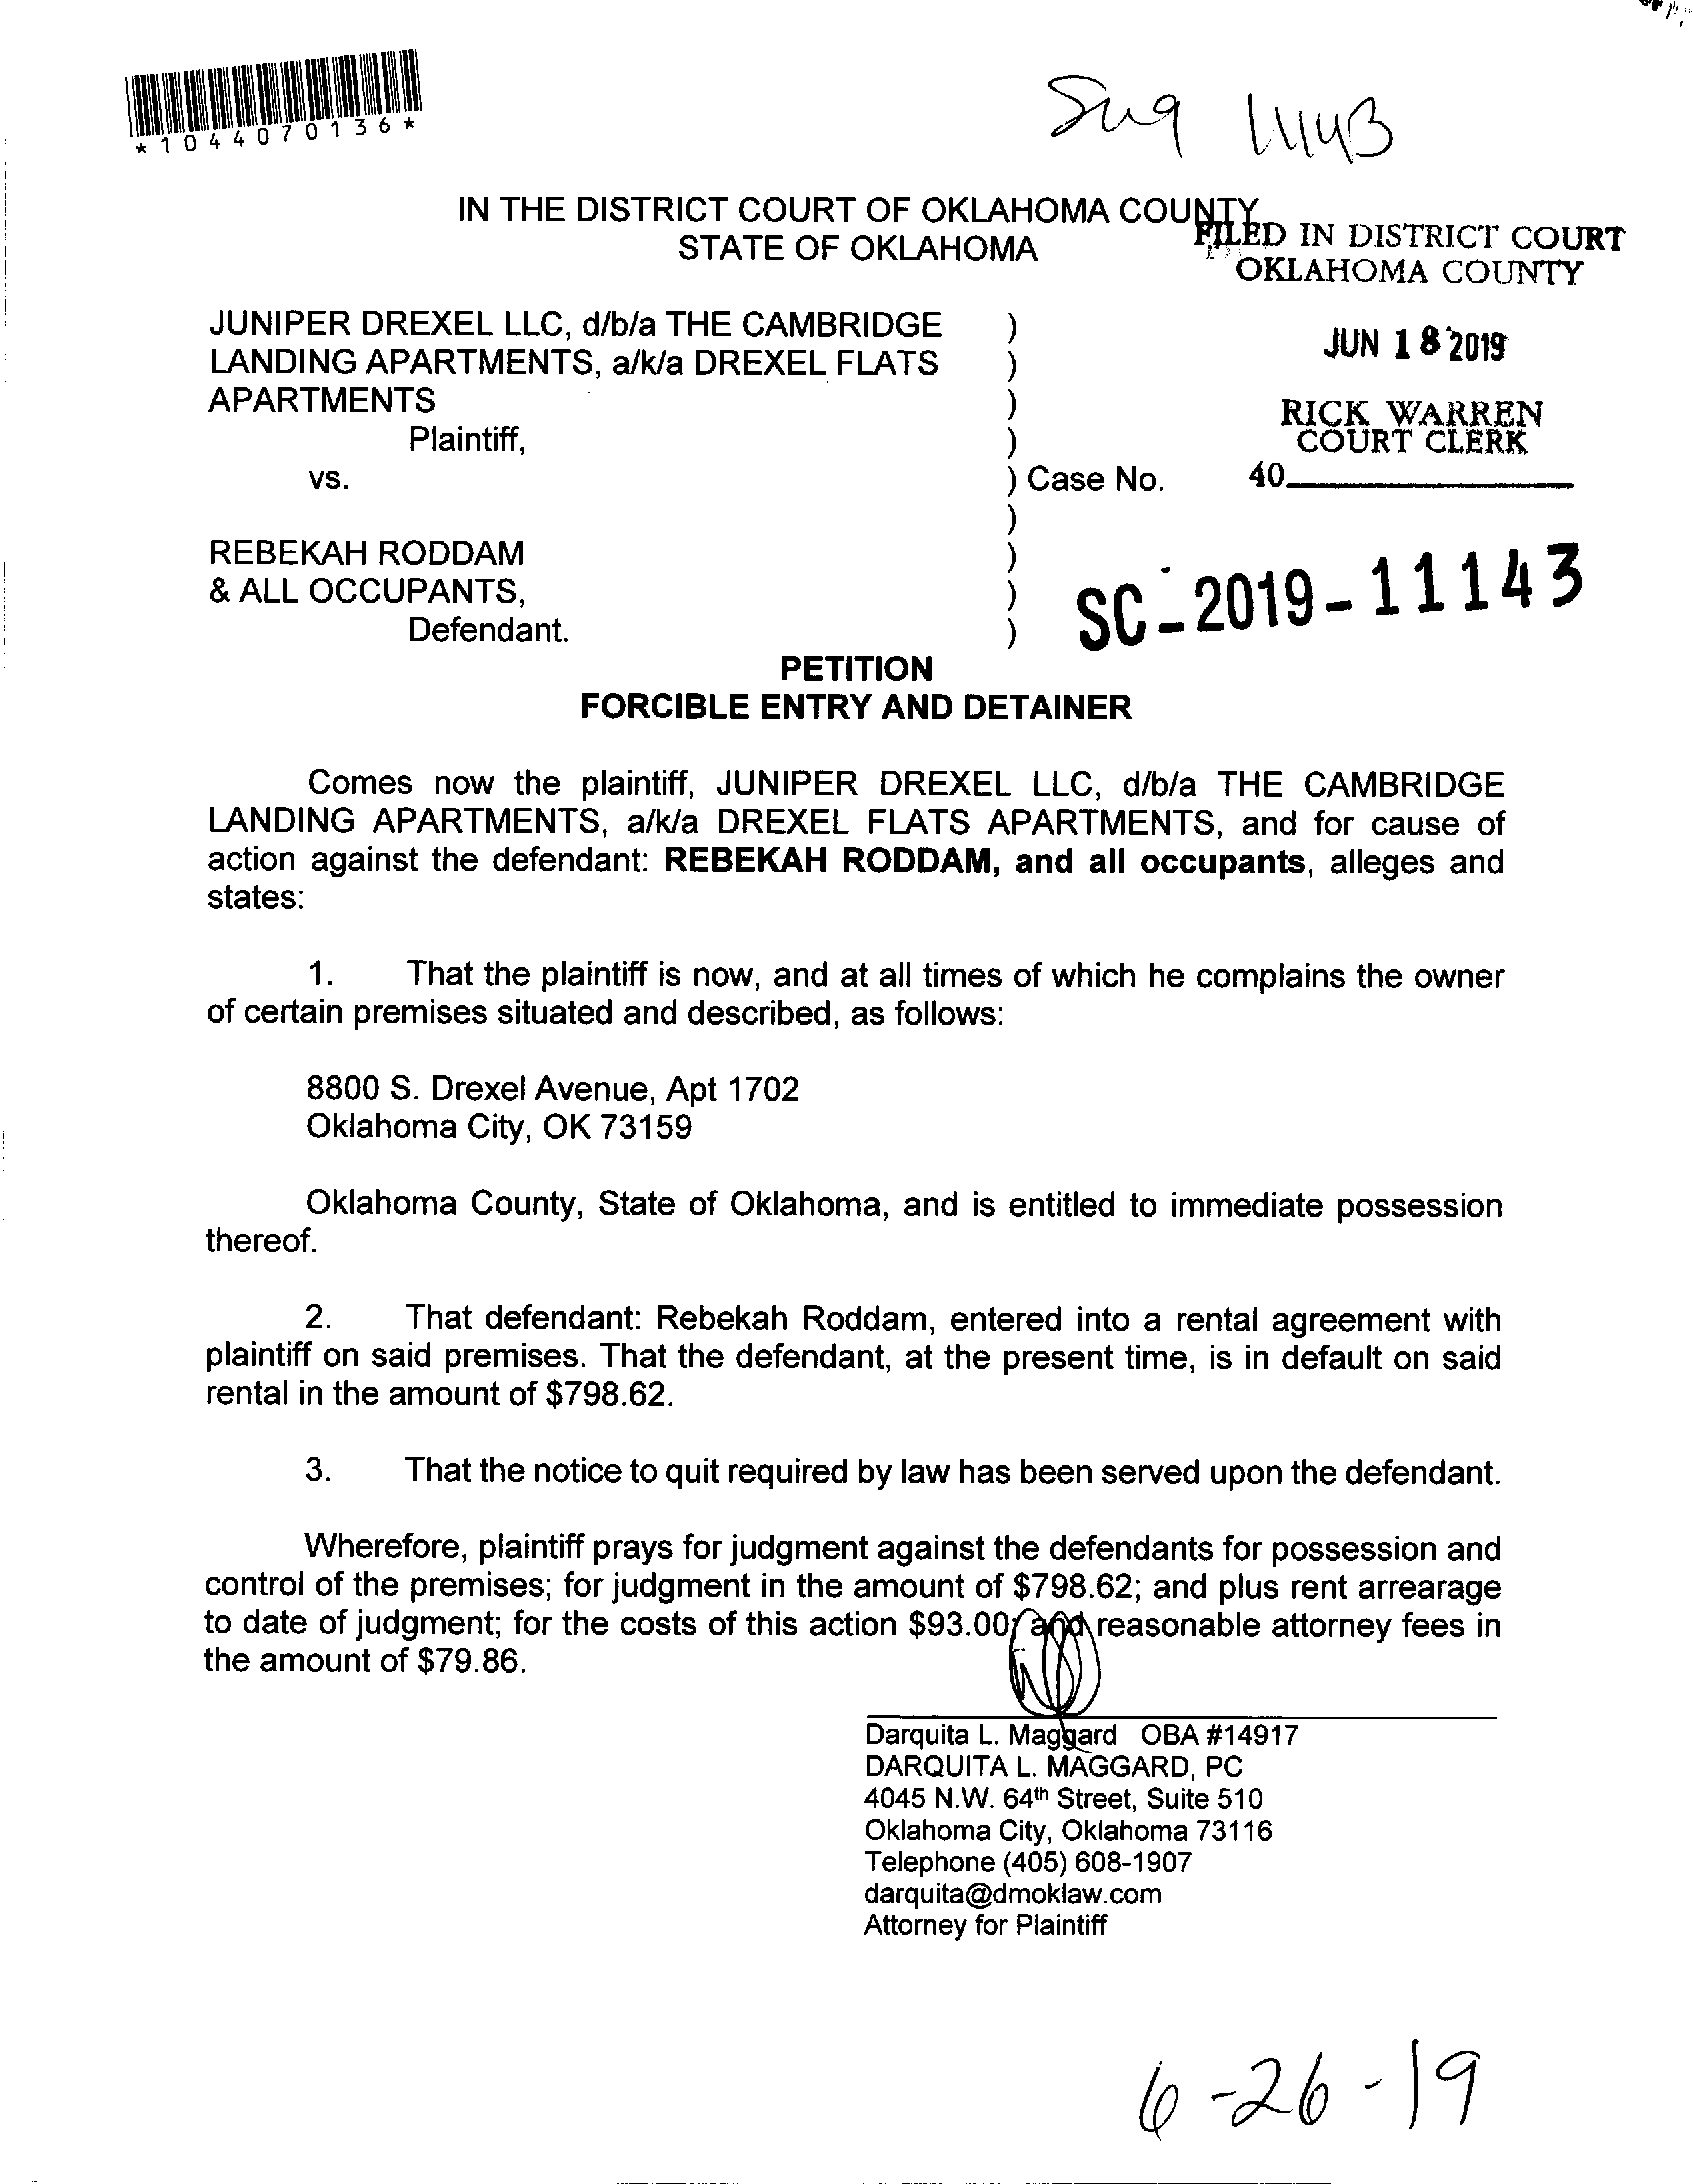 *1044070136*
11143
IN THE DISTRICT COURT OF OKLAHOMA COUNTY
STATE OF OKLAHOMA
FILED IN DISTRICT COURT
OKLAHOMA COUNTY
JUN 18 2019
RICK WARREN
COURT CLERK
40
JUNIPER DREXEL LLC, d/b/a THE CAMBRIDGE )
LANDING APARTMENTS, a/k/a DREXEL FLATS )
APARTMENTS )
Plaintiff, )
vs. ) Case No.
)
REBEKAH RODDAM )
& ALL OCCUPANTS, )
Defendant. )
SC-2019-11143
PETITION
FORCIBLE ENTRY AND DETAINER
Comes now the plaintiff, JUNIPER DREXEL LLC, d/b/a THE CAMBRIDGE
LANDING APARTMENTS, a/k/a DREXEL FLATS APARTMENTS, and for cause of
action against the defendant: REBEKAH RODDAM, and all occupants, alleges and
states:
1. That the plaintiff is now, and at all times of which he complains the owner
of certain premises situated and described, as follows:
8800 S. Drexel Avenue, Apt 1702
Oklahoma City, OK 73159
Oklahoma County, State of Oklahoma, and is entitled to immediate possession
thereof.
2. That defendant: Rebekah Roddam, entered into a rental agreement with
plaintiff on said premises. That the defendant, at the present time, is in default on said
rental in the amount of $798.62.
3. That the notice to quit required by law has been served upon the defendant.
Wherefore, plaintiff prays for judgment against the defendants for possession and
control of the premises; for judgment in the amount of $798.62; and plus rent arrearage
to date of judgment; for the costs of this action $93.00; and reasonable attorney fees in
the amount of $79.86.
Darquita L. Maggard OBA #14917
DARQUITA L. MAGGARD, PC
4045 N.W. 64th Street, Suite 510
Oklahoma City, Oklahoma 73116
Telephone (405) 608-1907
darquita@dmoklaw.com
Attorney for Plaintiff
6-26-19